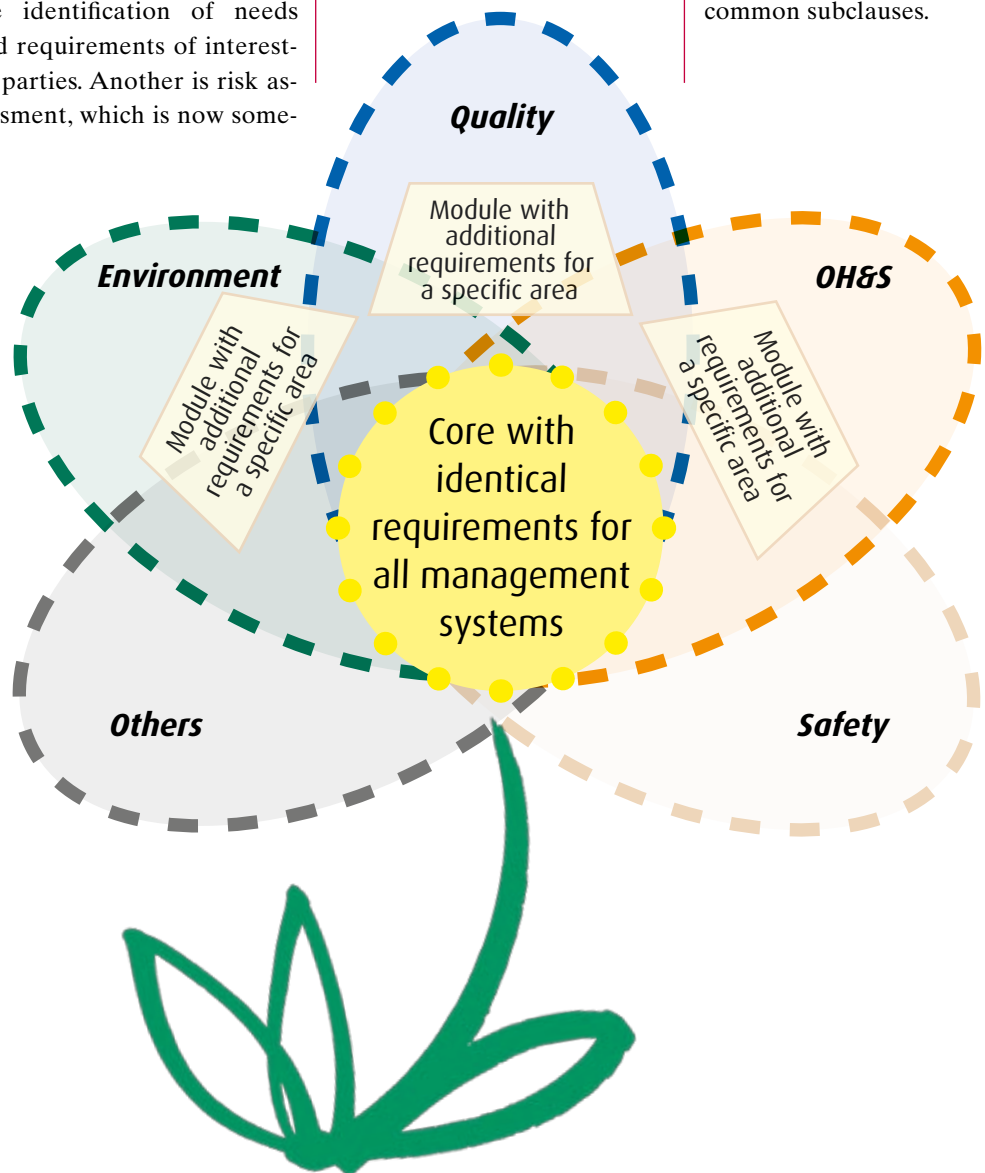 e identification of needs
d requirements of interest-
parties. Another is risk as-
sment, which is now some-
common subclauses.
Quality
Module with
additional
requirements for
a specific area
Environment
Module with
additional
requirements for
a specific area
OH&S
Module with
additional
requirements for
a specific area
Core with
identical
requirements for
all management
systems
Others
Safety